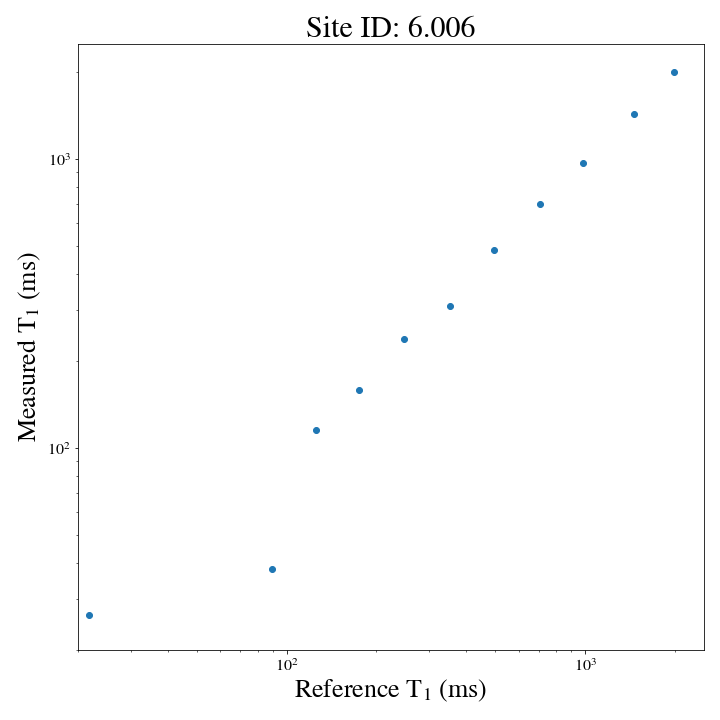 Site ID: 6.006
Measured T₁ (ms)
10³
10²
10²
10³
Reference T₁ (ms)